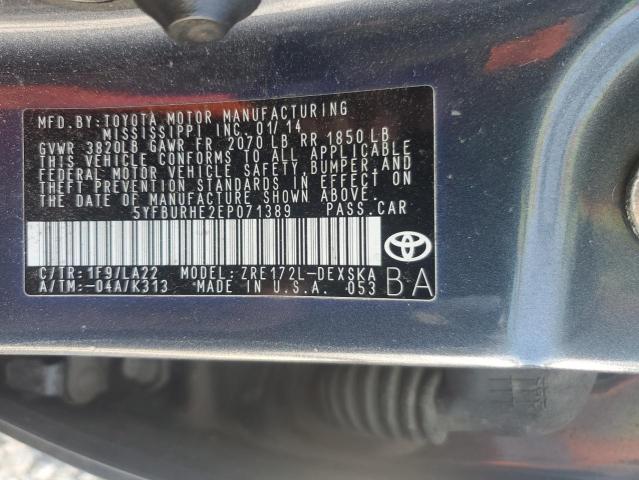 MFD.BY:TOYOTA MOTOR MANUFACTURING
MISSISSIPPI INC. 01/14
GVWR 3820LB GAWR FR 2070 LB RR 1850 LB
THIS VEHICLE CONFORMS TO ALL APPLICABLE
FEDERAL MOTOR VEHICLE SAFETY, BUMPER, AND
THEFT PREVENTION STANDARDS IN EFFECT ON
THE DATE OF MANUFACTURE SHOWN ABOVE.
5YFBURHE2EP071389 PASS.CAR
C/TR:1F9/LA22 MODEL:ZRE172L-DEXSKA
A/TM:-04A/K313 MADE IN U.S.A. 053
BA